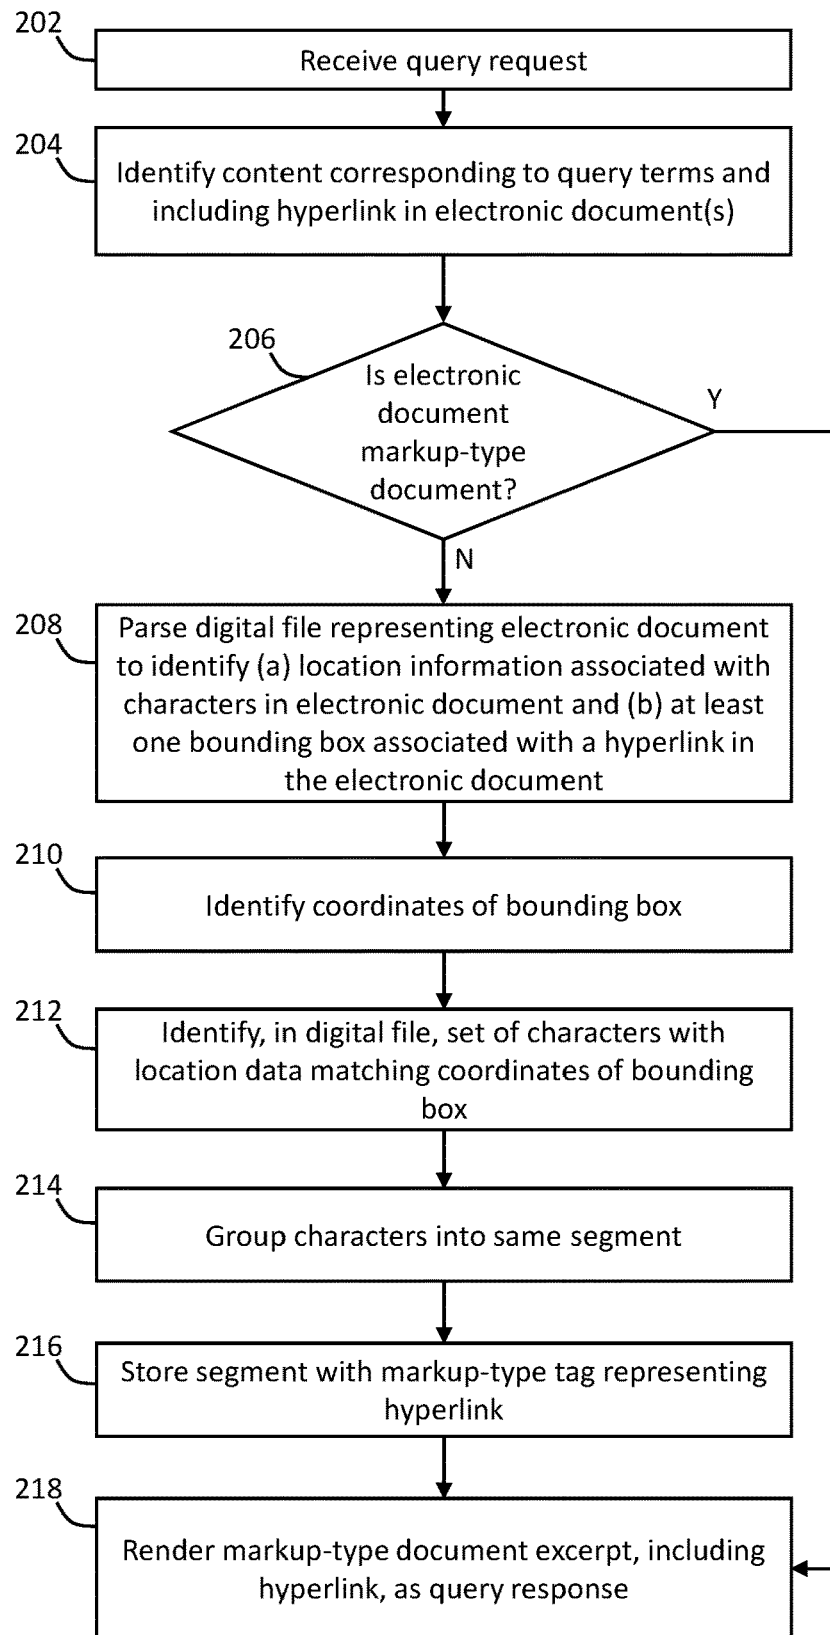 202
Receive query request
204
Identify content corresponding to query terms and
including hyperlink in electronic document(s)
206
Is electronic
document
markup-type
document?
Y
N
208
Parse digital file representing electronic document
to identify (a) location information associated with
characters in electronic document and (b) at least
one bounding box associated with a hyperlink in
the electronic document
210
Identify coordinates of bounding box
212
Identify, in digital file, set of characters with
location data matching coordinates of bounding
box
214
Group characters into same segment
216
Store segment with markup-type tag representing
hyperlink
218
Render markup-type document excerpt, including
hyperlink, as query response